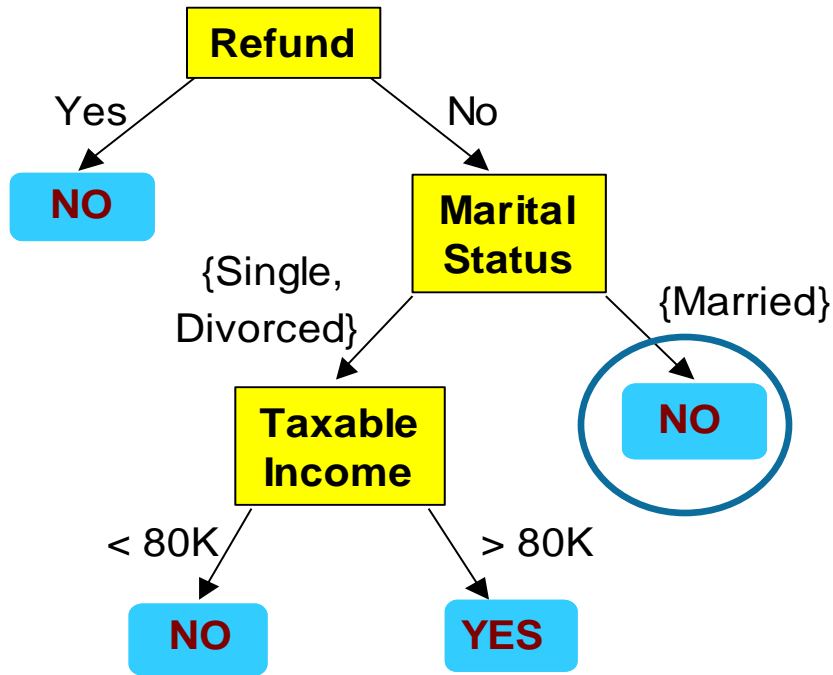 Refund
Yes
No
NO
Marital
Status
{Single,
Divorced}
{Married}
Taxable
Income
NO
< 80K
> 80K
NO
YES